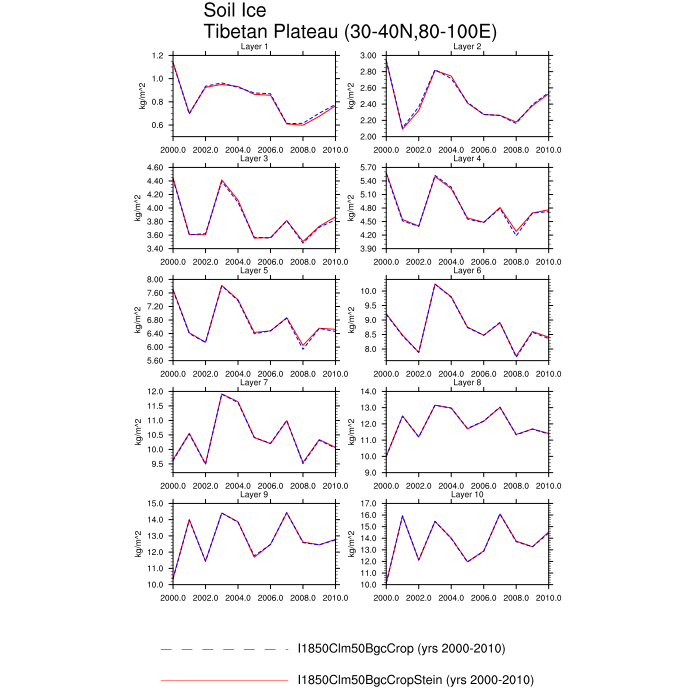 Soil Ice
Tibetan Plateau (30-40N,80-100E)
Layer 1
Layer 2
1.2
1.0
0.8
0.6
kg/m^2
2000.0 2002.0 2004.0 2006.0 2008.0 2010.0
3.00
2.80
2.60
2.40
2.20
2.00
kg/m^2
2000.0 2002.0 2004.0 2006.0 2008.0 2010.0
Layer 3
Layer 4
4.60
4.40
4.20
4.00
3.80
3.60
3.40
kg/m^2
2000.0 2002.0 2004.0 2006.0 2008.0 2010.0
5.70
5.40
5.10
4.80
4.50
4.20
3.90
kg/m^2
2000.0 2002.0 2004.0 2006.0 2008.0 2010.0
Layer 5
Layer 6
8.00
7.60
7.20
6.80
6.40
6.00
5.60
kg/m^2
2000.0 2002.0 2004.0 2006.0 2008.0 2010.0
10.0
9.5
9.0
8.5
8.0
kg/m^2
2000.0 2002.0 2004.0 2006.0 2008.0 2010.0
Layer 7
Layer 8
12.0
11.5
11.0
10.5
10.0
9.5
kg/m^2
2000.0 2002.0 2004.0 2006.0 2008.0 2010.0
14.0
13.0
12.0
11.0
10.0
9.0
kg/m^2
2000.0 2002.0 2004.0 2006.0 2008.0 2010.0
Layer 9
Layer 10
15.0
14.0
13.0
12.0
11.0
10.0
kg/m^2
2000.0 2002.0 2004.0 2006.0 2008.0 2010.0
17.0
16.0
15.0
14.0
13.0
12.0
11.0
10.0
kg/m^2
2000.0 2002.0 2004.0 2006.0 2008.0 2010.0
I1850Clm50BgcCrop (yrs 2000-2010)
I1850Clm50BgcCropStein (yrs 2000-2010)